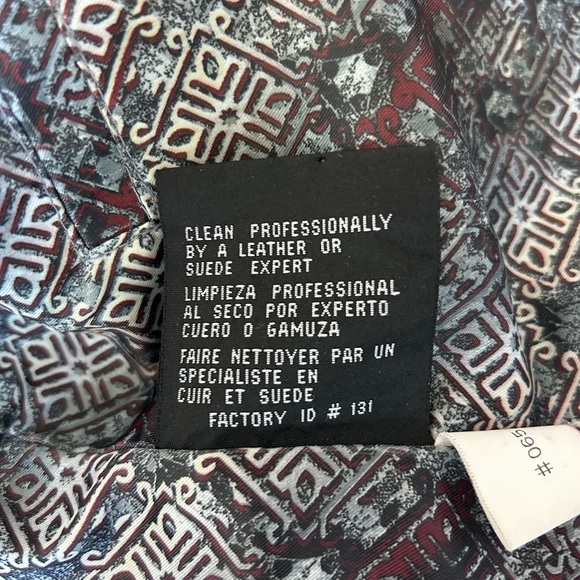 CLEAN PROFESSIONALLY
BY A LEATHER OR
SUEDE EXPERT
LIMPIEZA PROFESSIONAL
AL SECO POR EXPERTO
CUERO O GAMUZA
FAIRE NETTOYER PAR UN
SPECIALISTE EN
CUIR ET SUEDE
FACTORY ID # 131
# 065